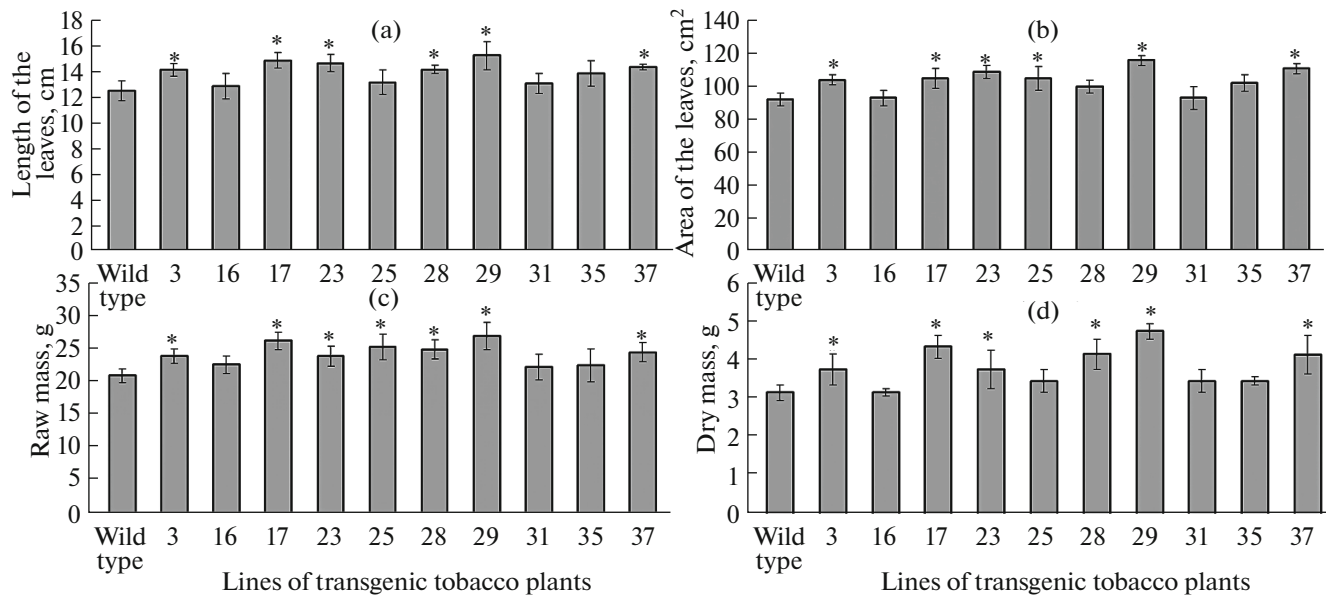 (a)
Length of the
leaves, cm
18
16
14
12
10
8
6
4
2
0
* * * * * *
Wild type 3 16 17 23 25 28 29 31 35 37
(b)
Area of the leaves, cm²
140
120
100
80
60
40
20
0
* * * * * *
Wild type 3 16 17 23 25 28 29 31 35 37
(c)
Raw mass, g
35
30
25
20
15
10
5
0
* * * * * * *
Wild type 3 16 17 23 25 28 29 31 35 37
Lines of transgenic tobacco plants
(d)
Dry mass, g
6
5
4
3
2
1
0
* * * * * *
Wild type 3 16 17 23 25 28 29 31 35 37
Lines of transgenic tobacco plants